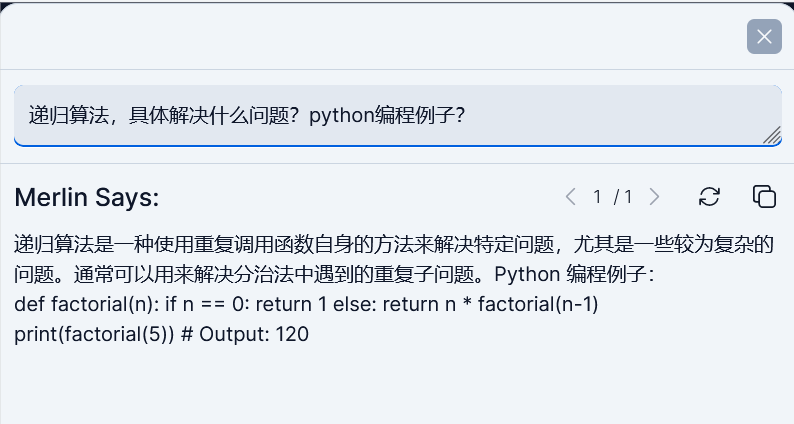 递归算法，具体解决什么问题？python编程例子？
Merlin Says:
1 / 1
递归算法是一种使用重复调用函数自身的方法来解决特定问题，尤其是一些较为复杂的
问题。通常可以用来解决分治法中遇到的重复子问题。Python 编程例子：
def factorial(n): if n == 0: return 1 else: return n * factorial(n-1)
print(factorial(5)) # Output: 120